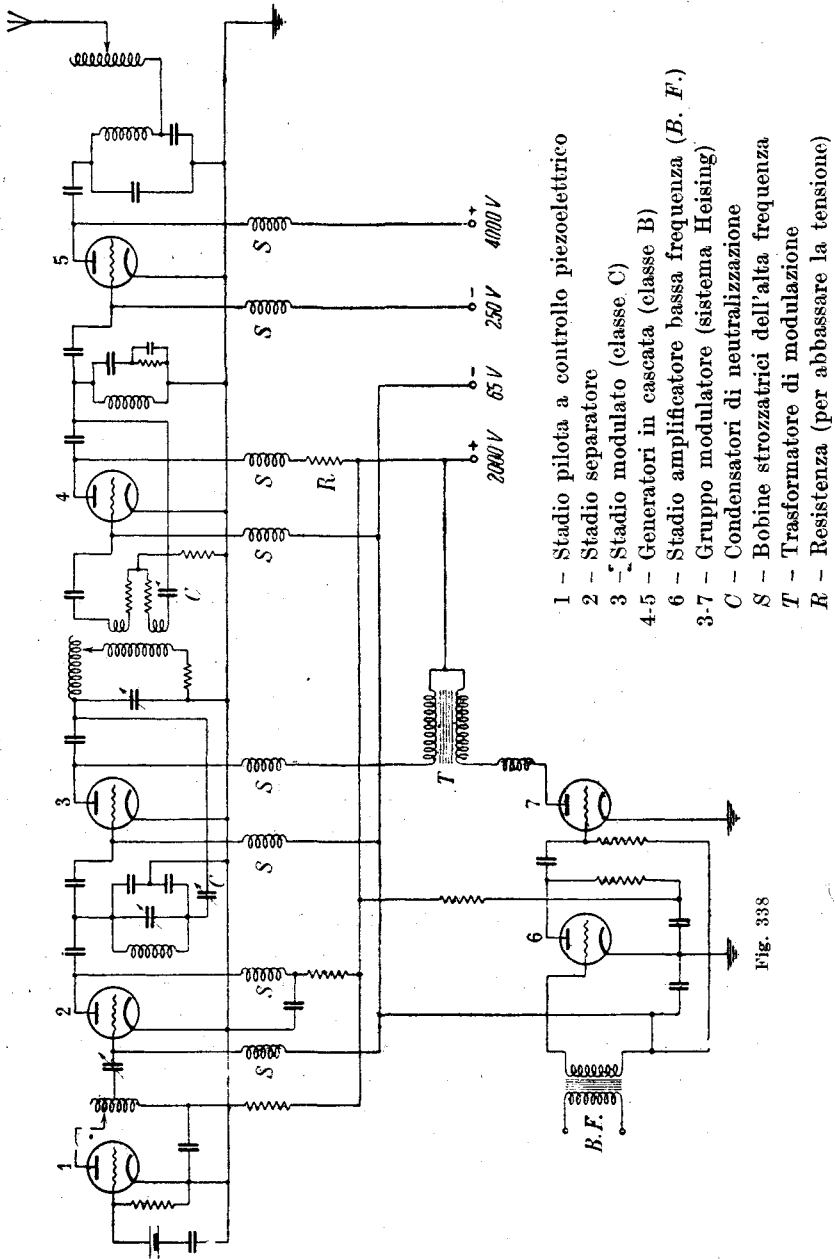 1
2
3
4
5
S
S
S
S
S
S
S
S
C
C
R
T
6
7
B.F.
2000 V
65 V
250 V
4000 V
+
-
-
+
1 - Stadio pilota a controllo piezoelettrico
2 - Stadio separatore
3 - Stadio modulato (classe C)
4-5 - Generatori in cascata (classe B)
6 - Stadio amplificatore bassa frequenza (B. F.)
3-7 - Gruppo modulatore (sistema Heising)
C - Condensatori di neutralizzazione
S - Bobine strozzatrici dell'alta frequenza
T - Trasformatore di modulazione
R - Resistenza (per abbassare la tensione)
Fig. 338